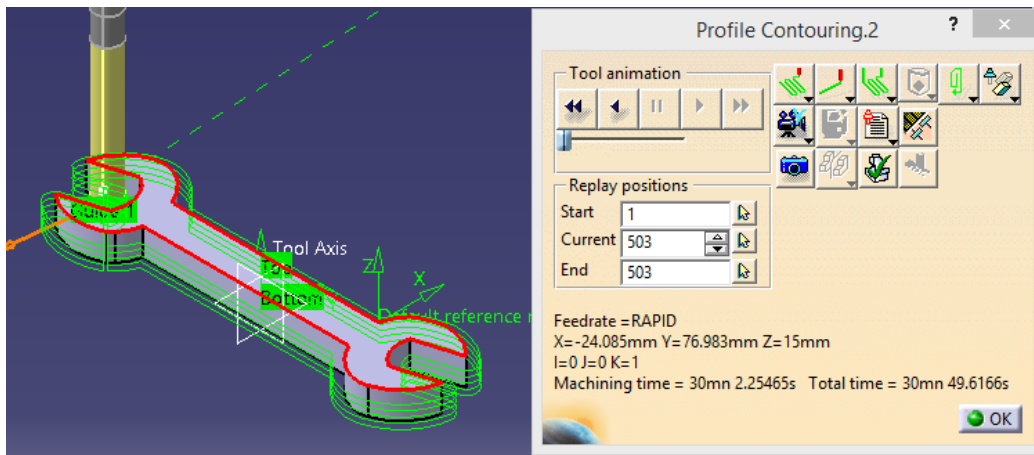 Profile Contouring.2
?
×
Tool animation
Replay positions
Start 1
Current 503
End 503
Feedrate =RAPID
X=-24.085mm Y=76.983mm Z=15mm
I=0 J=0 K=1
Machining time = 30mn 2.25465s Total time = 30mn 49.6166s
OK
Guide 1
Tool Axis
Top
Bottom
Z
X
Default reference